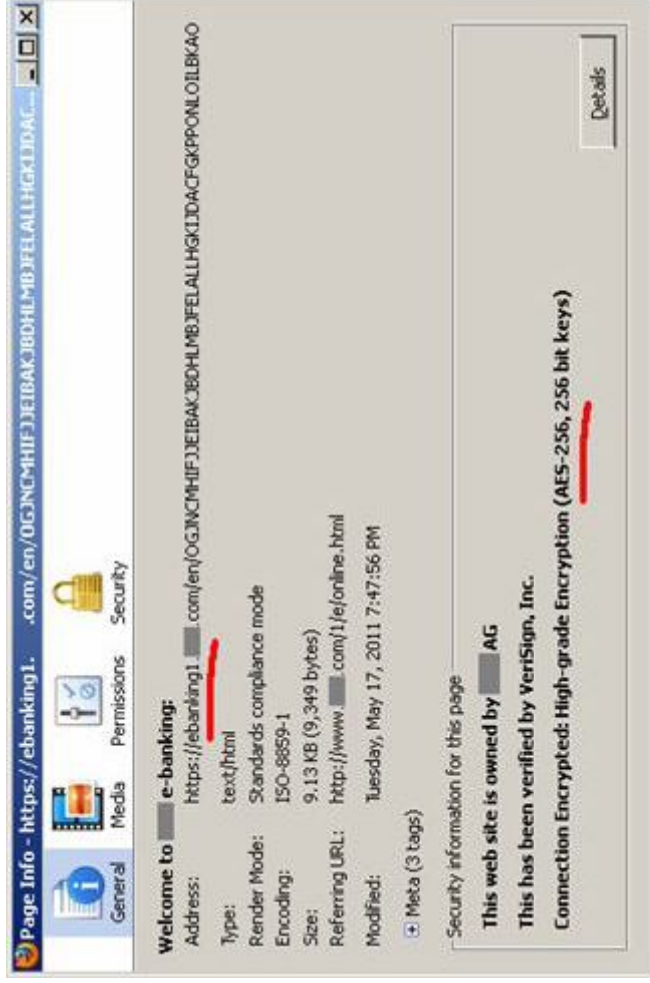 Page Info - https://ebanking1. .com/en/OGJNCMHIFJJEIBAKJBDHLMBJFELALLHGKIJDAC...
General Media Permissions Security
Welcome to e-banking:
Address: https://ebanking1. .com/en/OGJNCMHIFJJEIBAKJBDHLMBJFELALLHGKIJDACFGKPPONLOILBKAO
Type: text/html
Render Mode: Standards compliance mode
Encoding: ISO-8859-1
Size: 9.13 KB (9,349 bytes)
Referring URL: http://www. .com/1/e/online.html
Modified: Tuesday, May 17, 2011 7:47:56 PM
Meta (3 tags)
Security information for this page
This web site is owned by AG
This has been verified by VeriSign, Inc.
Connection Encrypted: High-grade Encryption (AES-256, 256 bit keys)
Details